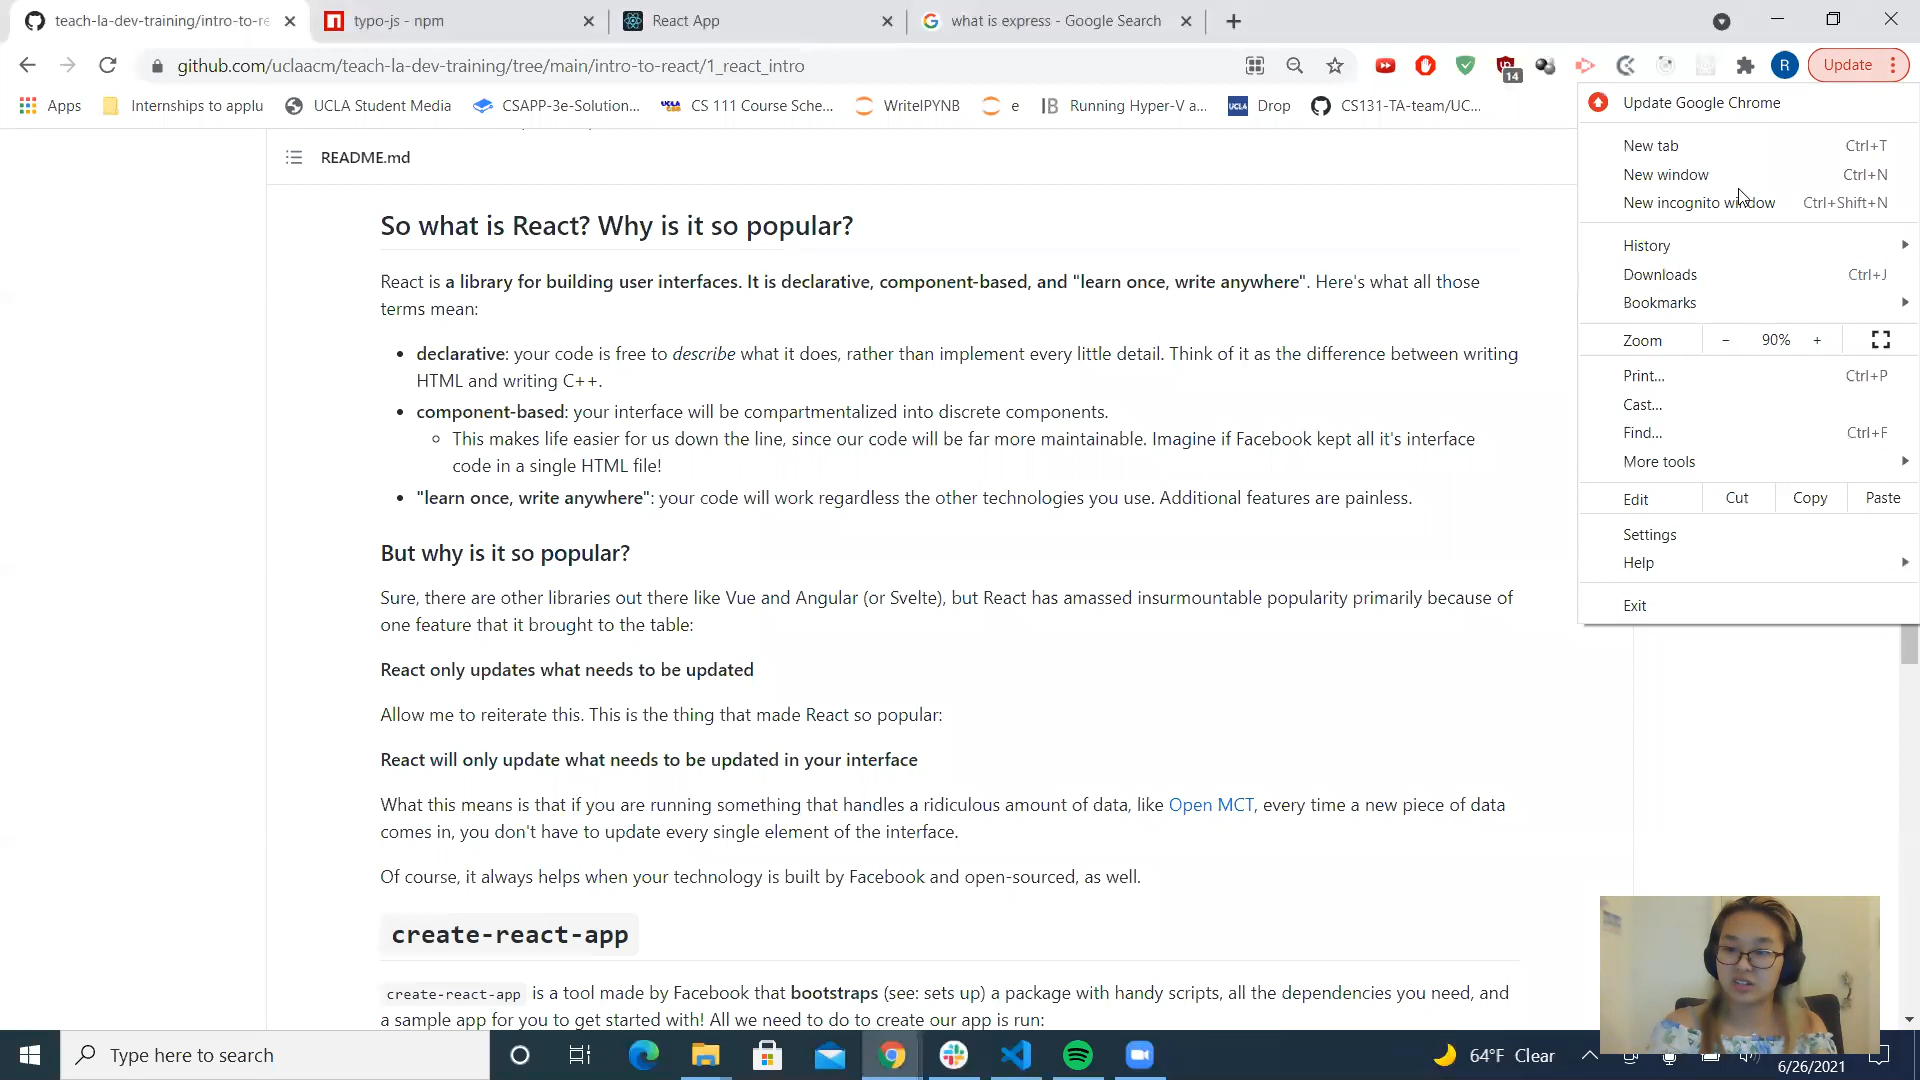 teach-la-dev-training/intro-to-re
typo-js - npm
React App
what is express - Google Search
github.com/uclaacm/teach-la-dev-training/tree/main/intro-to-react/1_react_intro
14
R
Update
Apps
Internships to applu
UCLA Student Media
CSAPP-3e-Solution...
CS 111 Course Sche...
WriteIPYNB
e
Running Hyper-V a...
Drop
CS131-TA-team/UC...
Update Google Chrome
New tab Ctrl+T
New window Ctrl+N
New incognito window Ctrl+Shift+N
History
Downloads Ctrl+J
Bookmarks
Zoom - 90% +
Print... Ctrl+P
Cast...
Find... Ctrl+F
More tools
Edit Cut Copy Paste
Settings
Help
Exit
README.md
So what is React? Why is it so popular?
React is a library for building user interfaces. It is declarative, component-based, and "learn once, write anywhere". Here's what all those
terms mean:
• declarative: your code is free to describe what it does, rather than implement every little detail. Think of it as the difference between writing
HTML and writing C++.
• component-based: your interface will be compartmentalized into discrete components.
◦ This makes life easier for us down the line, since our code will be far more maintainable. Imagine if Facebook kept all it's interface
code in a single HTML file!
• "learn once, write anywhere": your code will work regardless the other technologies you use. Additional features are painless.
But why is it so popular?
Sure, there are other libraries out there like Vue and Angular (or Svelte), but React has amassed insurmountable popularity primarily because of
one feature that it brought to the table:
React only updates what needs to be updated
Allow me to reiterate this. This is the thing that made React so popular:
React will only update what needs to be updated in your interface
What this means is that if you are running something that handles a ridiculous amount of data, like Open MCT, every time a new piece of data
comes in, you don't have to update every single element of the interface.
Of course, it always helps when your technology is built by Facebook and open-sourced, as well.
create-react-app
create-react-app is a tool made by Facebook that bootstraps (see: sets up) a package with handy scripts, all the dependencies you need, and
a sample app for you to get started with! All we need to do to create our app is run:
Type here to search
64°F Clear
6/26/2021